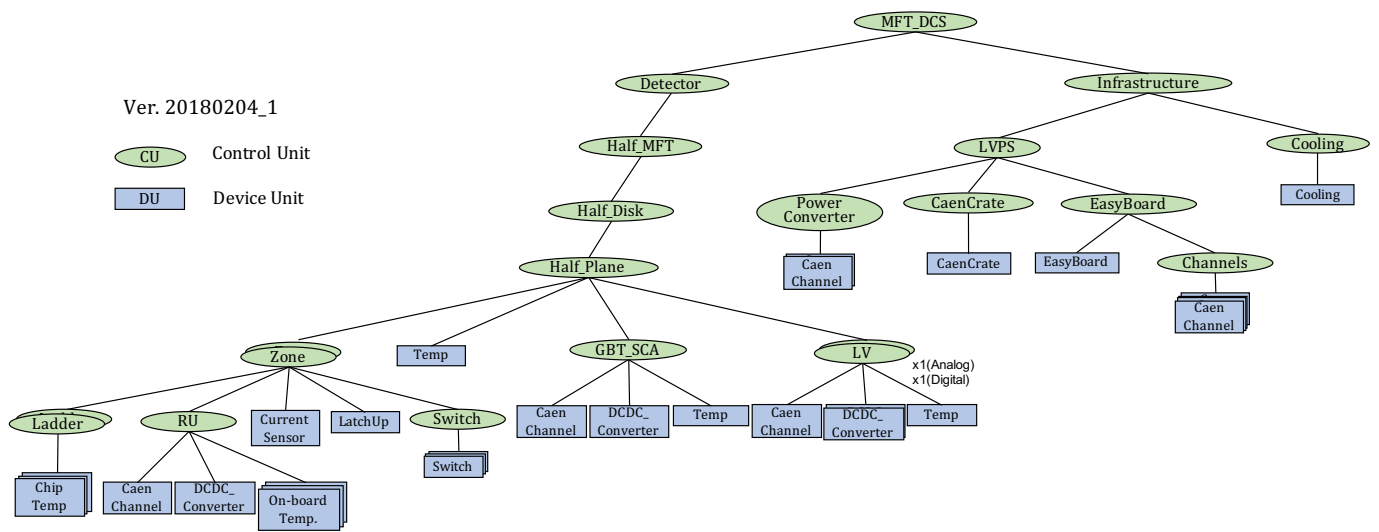 MFT_DCS
Detector
Infrastructure
Ver. 20180204_1
CU
Control Unit
Half_MFT
LVPS
Cooling
DU
Device Unit
Cooling
Half_Disk
Power
Converter
CaenCrate
EasyBoard
Half_Plane
Caen
Channel
CaenCrate
EasyBoard
Channels
Caen
Channel
Zone
Temp
GBT_SCA
LV
x1(Analog)
x1(Digital)
Ladder
RU
Current
Sensor
LatchUp
Switch
Caen
Channel
DCDC_
Converter
Temp
Caen
Channel
DCDC_
Converter
Temp
Switch
Chip
Temp
Caen
Channel
DCDC_
Converter
On-board
Temp.